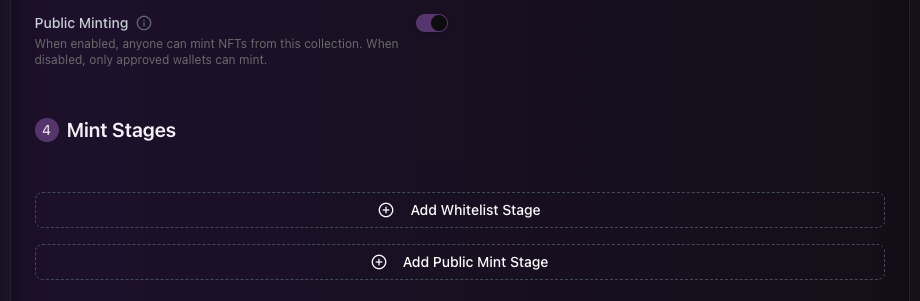 Public Minting
When enabled, anyone can mint NFTs from this collection. When
disabled, only approved wallets can mint.
4 Mint Stages
Add Whitelist Stage
Add Public Mint Stage